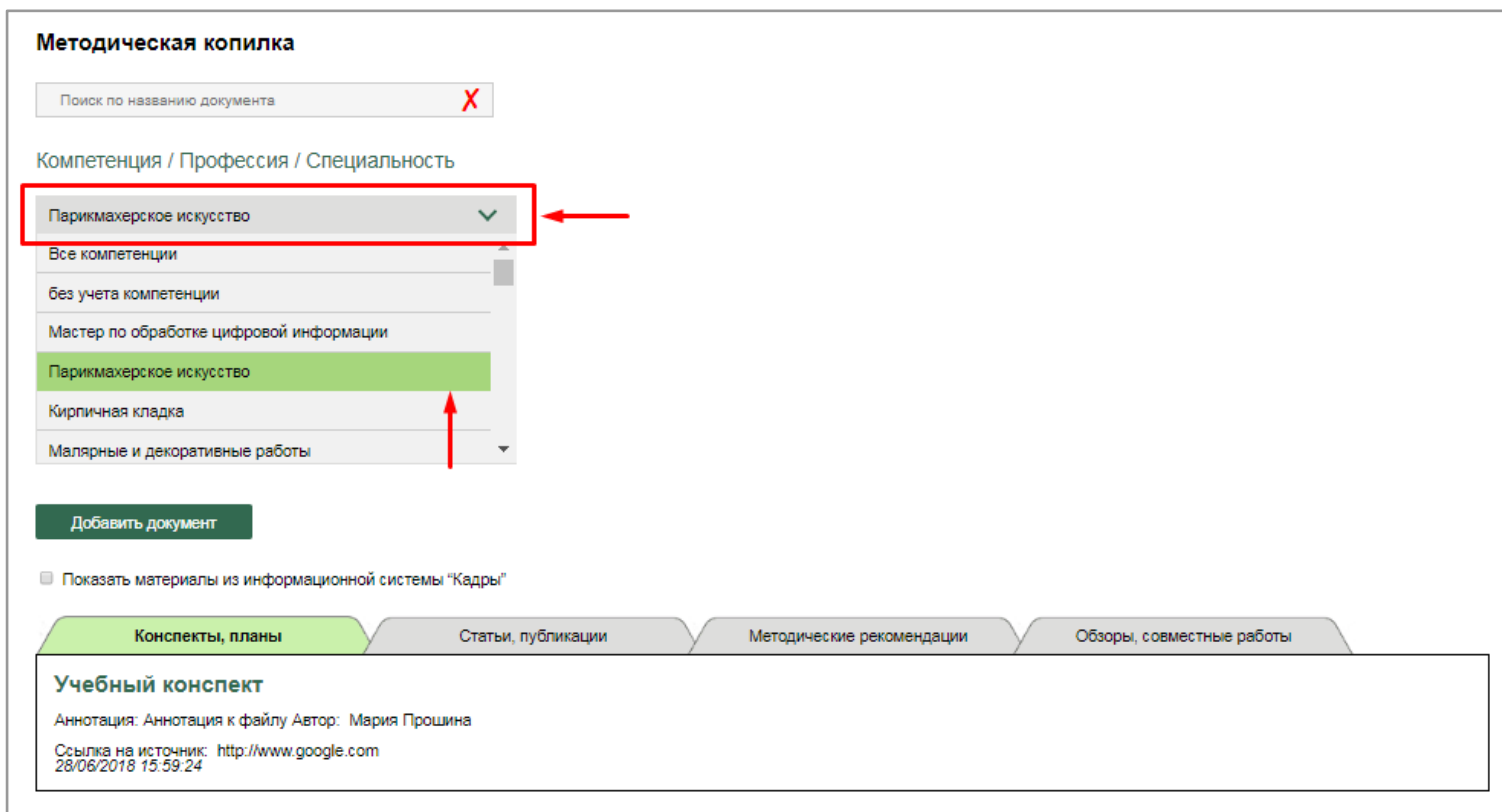 Методическая копилка
Поиск по названию документа
Компетенция / Профессия / Специальность
Парикмахерское искусство
Все компетенции
без учета компетенции
Мастер по обработке цифровой информации
Парикмахерское искусство
Кирпичная кладка
Малярные и декоративные работы
Добавить документ
Показать материалы из информационной системы “Кадры”
Конспекты, планы Статьи, публикации Методические рекомендации Обзоры, совместные работы
Учебный конспект
Аннотация: Аннотация к файлу Автор: Мария Прошина
Ссылка на источник: http://www.google.com
28/06/2018 15:59:24